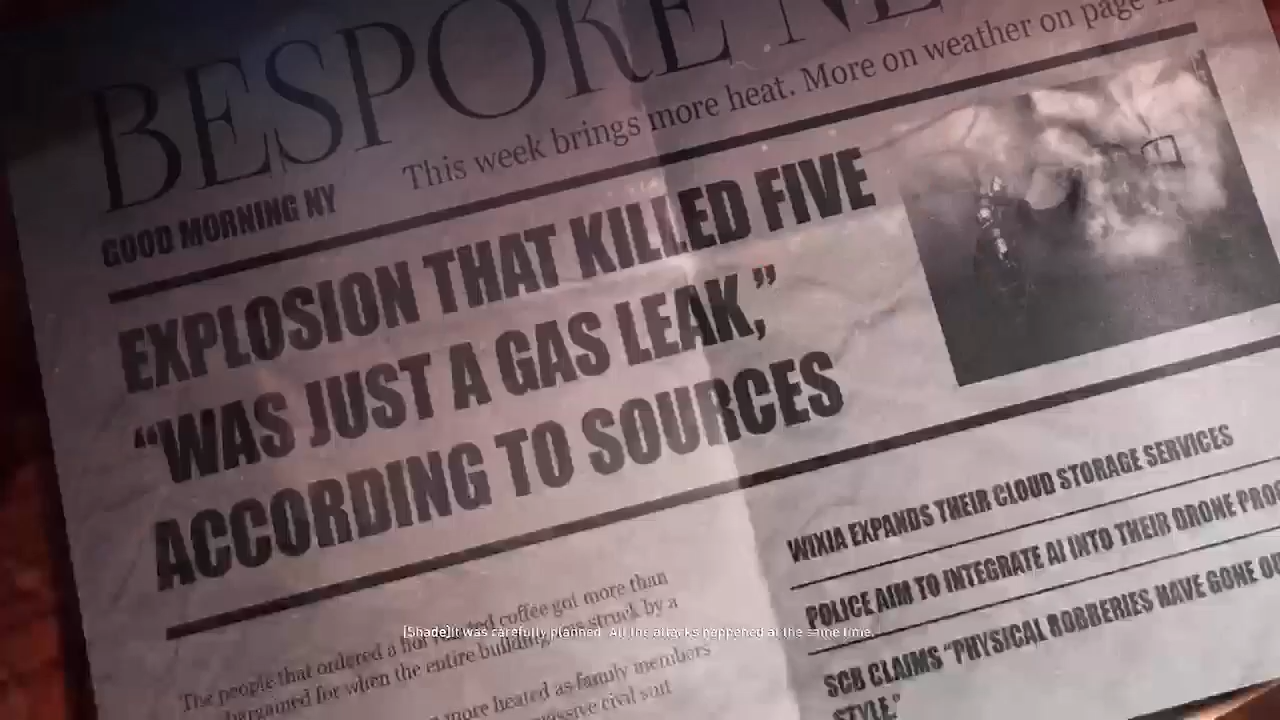 BESPOKE
This week brings more heat. More on weather on page
GOOD MORNING NY
EXPLOSION THAT KILLED FIVE
“WAS JUST A GAS LEAK,”
ACCORDING TO SOURCES
WIXIA EXPANDS THEIR CLOUD STORAGE SERVICES
POLICE AIM TO INTEGRATE AI INTO THEIR DRONE
SCB CLAIMS “PHYSICAL ROBBERIES HAVE GONE
STYLE.”
The people that ordered a hot coffee got more than
bargained for when the entire building was struck by a
more heated as family members
civil suit
[Shade]It was carefully planned. All the attacks happened at the same time.